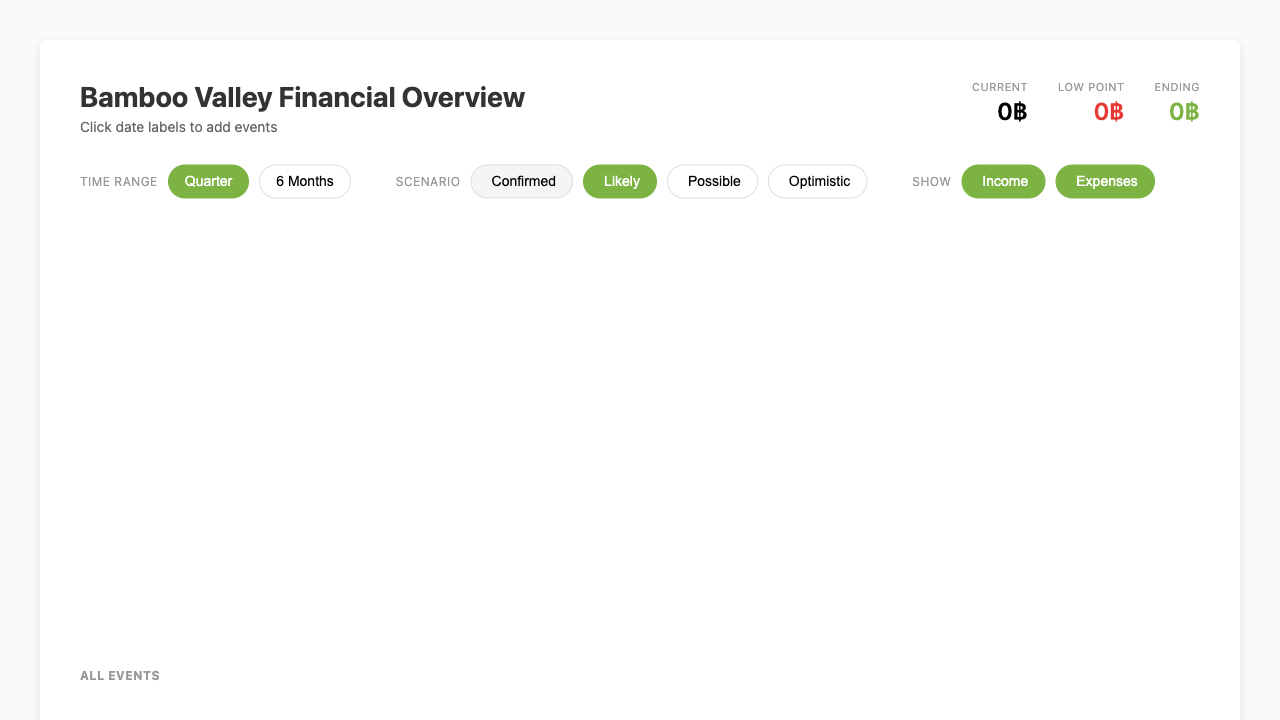 Bamboo Valley Financial Overview
Click date labels to add events
CURRENT
0฿
LOW POINT
0฿
ENDING
0฿
TIME RANGE Quarter 6 Months SCENARIO Confirmed Likely Possible Optimistic SHOW Income Expenses
ALL EVENTS